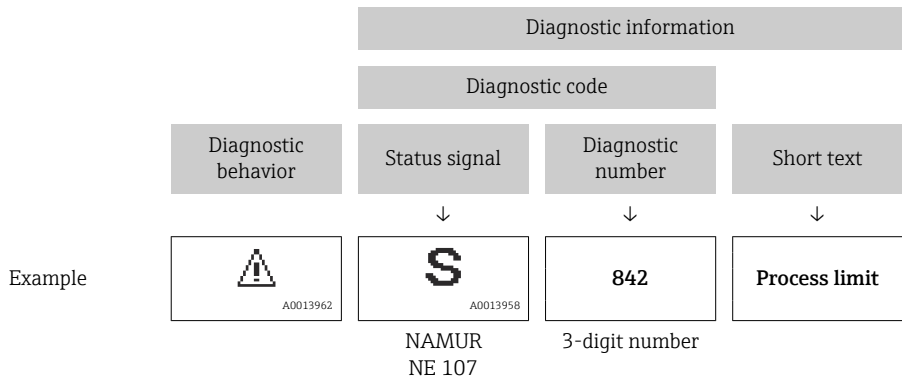 Diagnostic information
Diagnostic code
Diagnostic
behavior
Status signal
Diagnostic
number
Short text
↓ ↓ ↓
Example
S
842
Process limit
A0013962
A0013958
NAMUR
NE 107
3-digit number